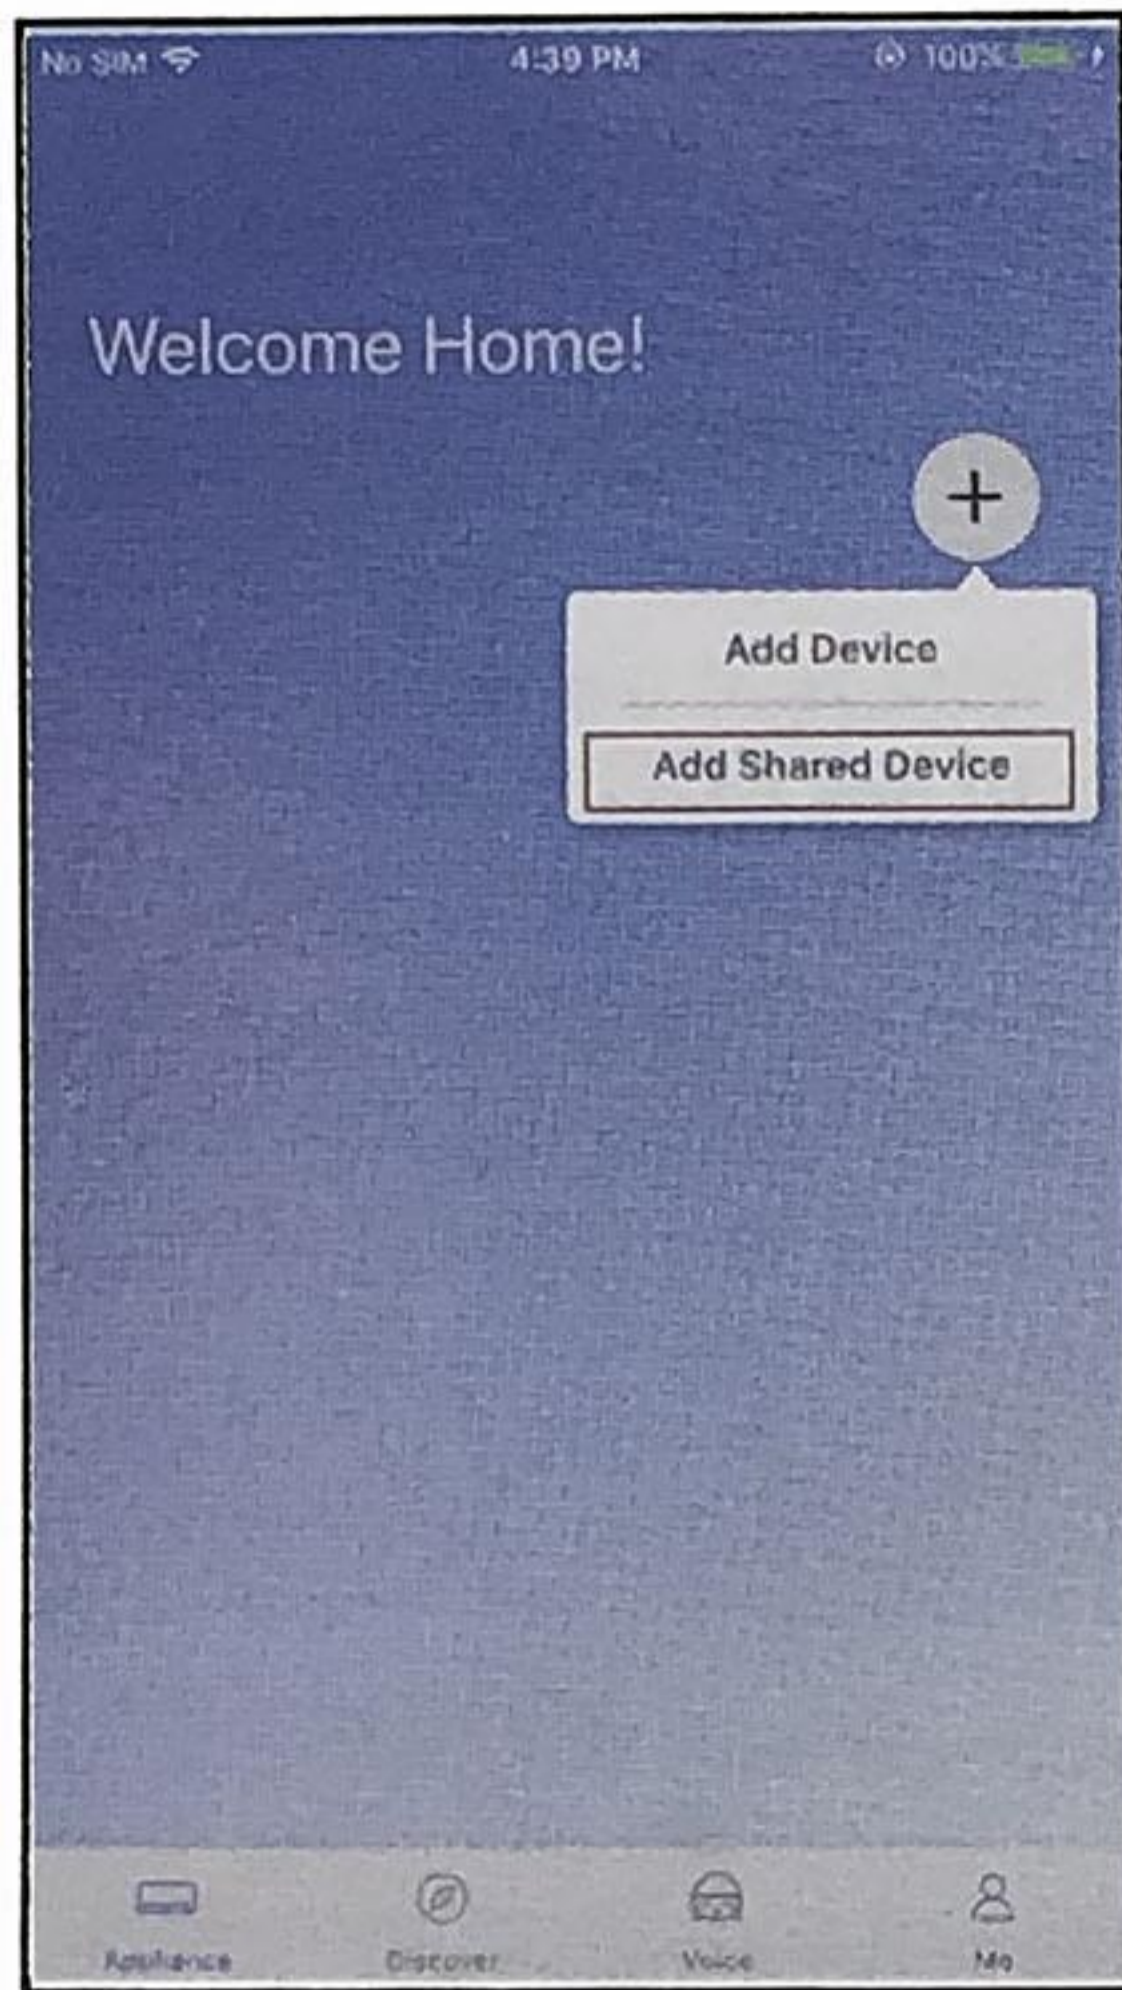 No SIM 4:39 PM 100%
Welcome Home!
+
Add Device
Add Shared Device
Appliance Discover Voice Me